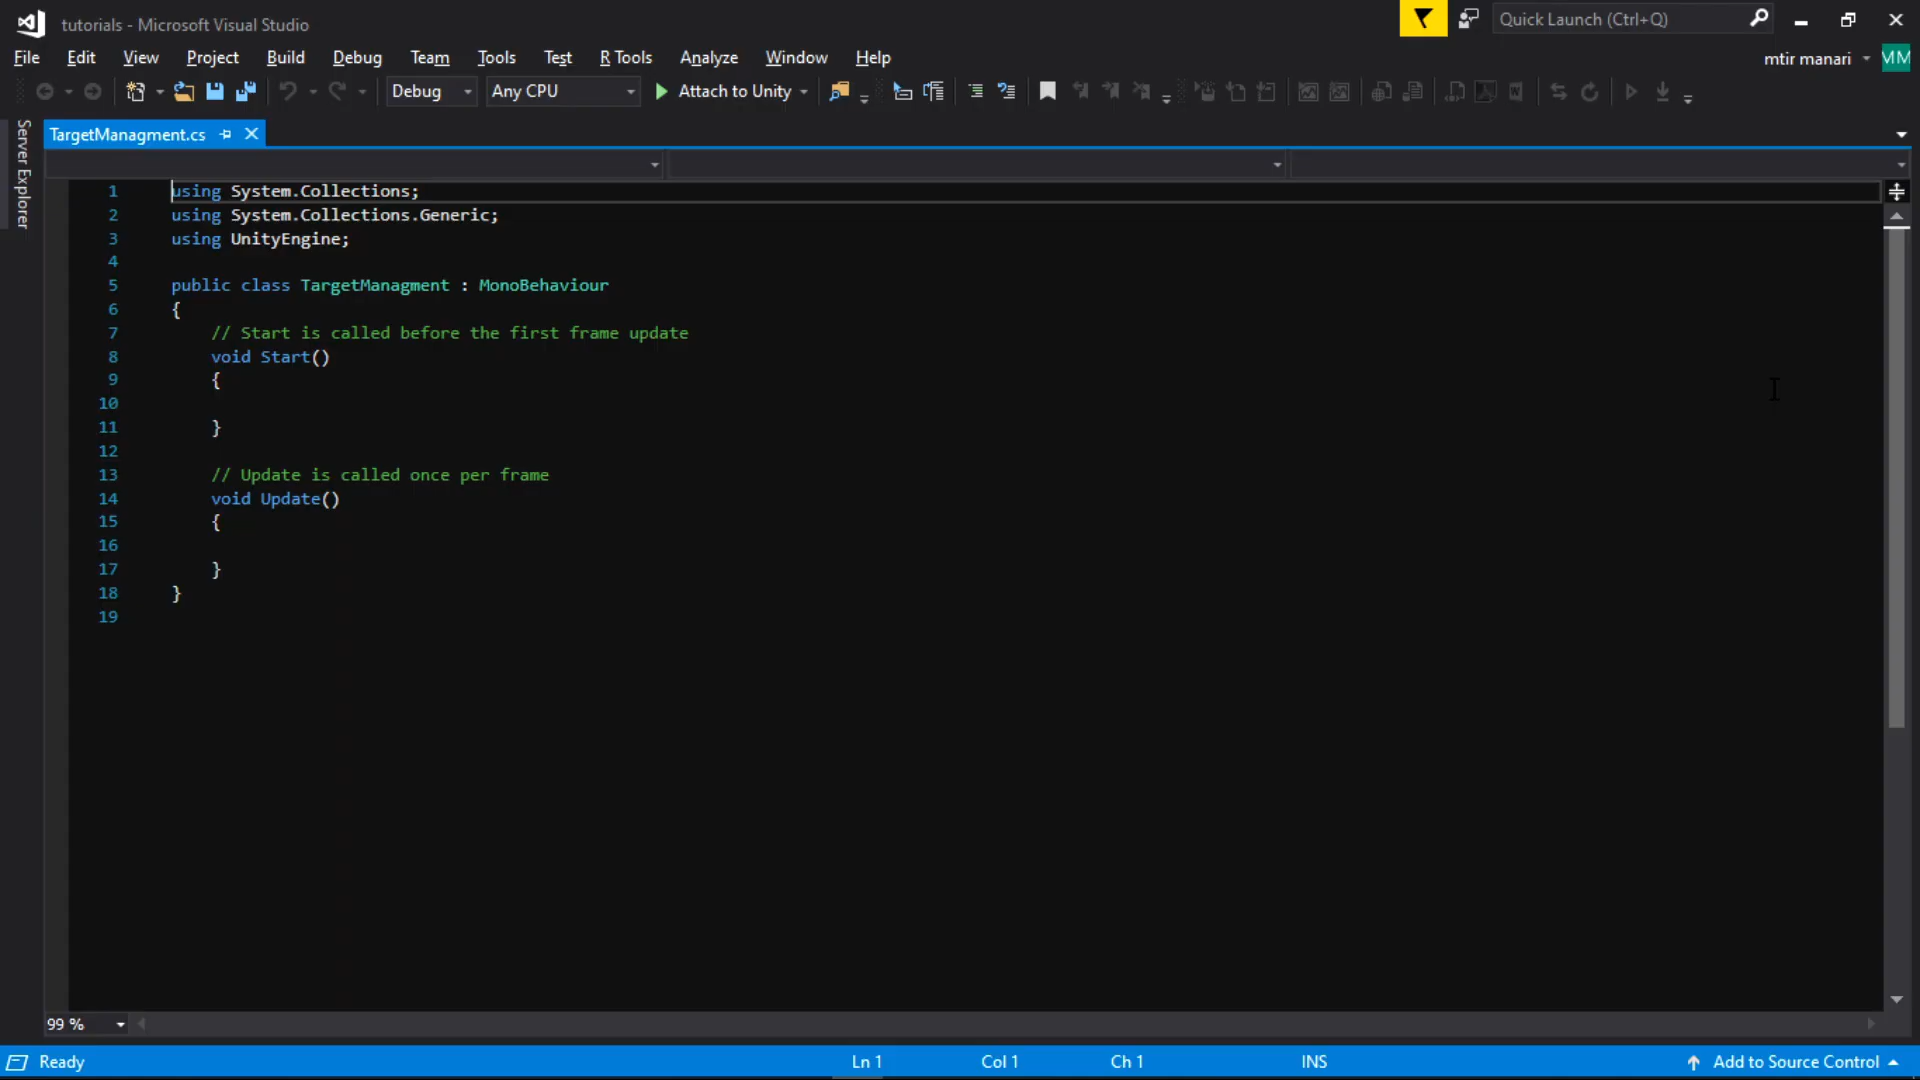 tutorials - Microsoft Visual Studio
Quick Launch (Ctrl+Q)
File Edit View Project Build Debug Team Tools Test R Tools Analyze Window Help
mtir manari MM
Debug Any CPU Attach to Unity
Server Explorer
TargetManagment.cs
1 using System.Collections;
2 using System.Collections.Generic;
3 using UnityEngine;
4
5 public class TargetManagment : MonoBehaviour
6 {
7 // Start is called before the first frame update
8 void Start()
9 {
10
11 }
12
13 // Update is called once per frame
14 void Update()
15 {
16
17 }
18 }
19
99 %
Ready Ln 1 Col 1 Ch 1 INS Add to Source Control